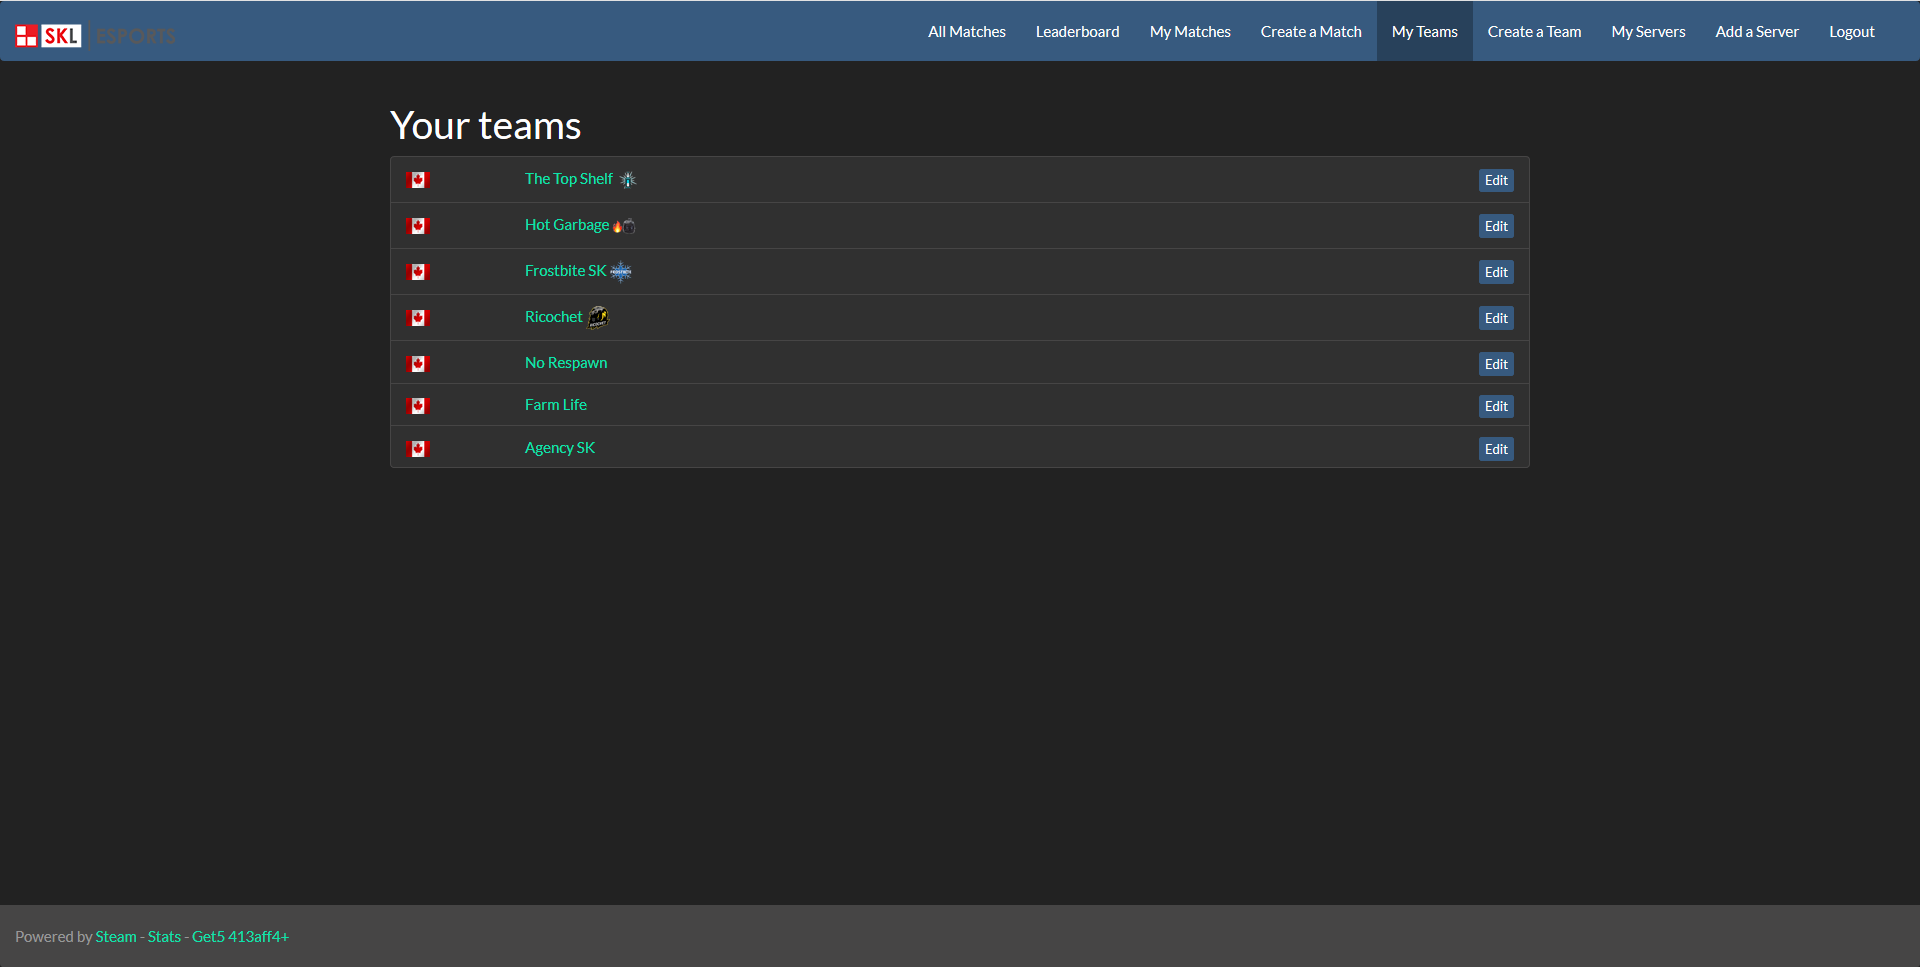 SKL ESPORTS
All Matches Leaderboard My Matches Create a Match My Teams Create a Team My Servers Add a Server Logout
Your teams
The Top Shelf Edit
Hot Garbage Edit
Frostbite SK Edit
Ricochet Edit
No Respawn Edit
Farm Life Edit
Agency SK Edit
Powered by Steam - Stats - Get5 413aff4+